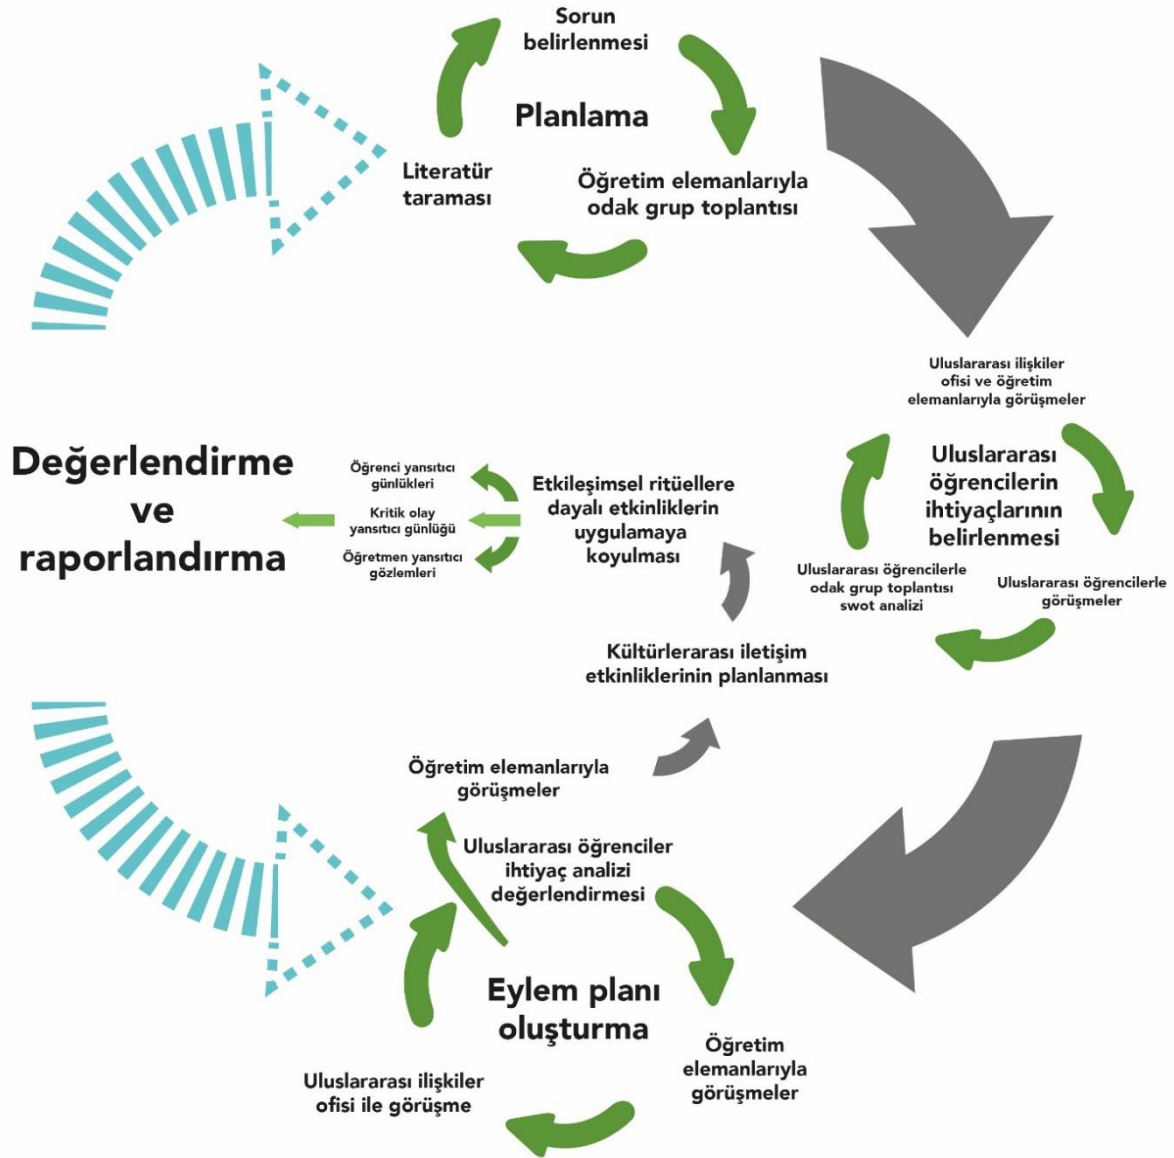 Sorun
belirlenmesi
Planlama
Literatür
taraması
Öğretim elemanlarıyla
odak grup toplantısı
Uluslararası ilişkiler
ofisi ve öğretim
elemanlarıyla görüşmeler
Uluslararası
öğrencilerin
ihtiyaçlarının
belirlenmesi
Uluslararası öğrencilerle
odak grup toplantısı
swot analizi
Uluslararası öğrencilerle
görüşmeler
Değerlendirme
ve
raporlandırma
Öğrenci yansıtıcı
günlükleri
Kritik olay
yansıtıcı günlüğü
Öğretmen yansıtıcı
gözlemleri
Etkileşimsel ritüellere
dayalı etkinliklerin
uygulamaya
koyulması
Kültürlerarası iletişim
etkinliklerinin planlanması
Öğretim elemanlarıyla
görüşmeler
Uluslararası öğrenciler
ihtiyaç analizi
değerlendirmesi
Eylem planı
oluşturma
Öğretim
elemanlarıyla
görüşmeler
Uluslararası ilişkiler
ofisi ile görüşme